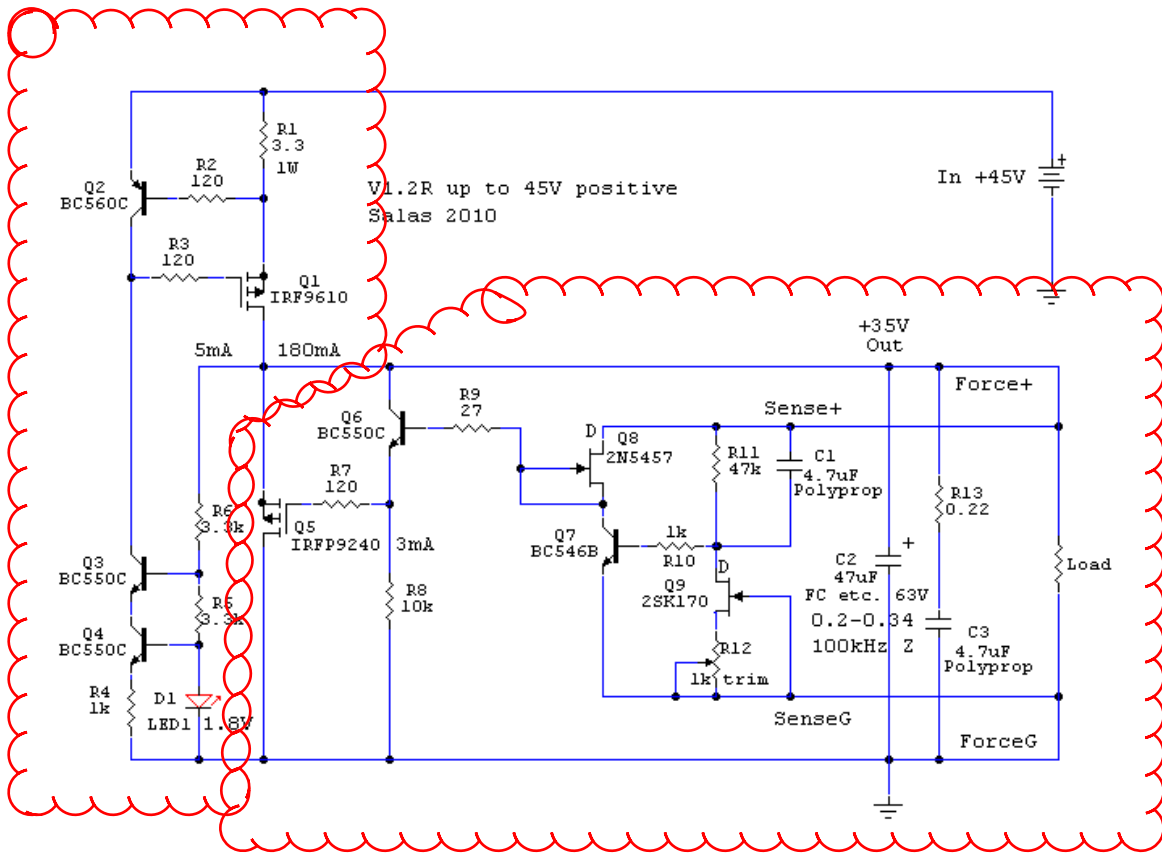 R1
3.3
1W
R2
120
Q2
BC560C
V1.2R up to 45V positive
Salas 2010
In +45V
+
R3
120
Q1
IRF9610
+35V
Out
5mA
180mA
Force+
R9
27
Sense+
Q6
BC550C
D
Q8
2N5457
R11
47k
C1
4.7uF
Polyprop
R7
120
R13
0.22
R6
3.3k
Q5
IRFP9240
3mA
Q7
BC546B
1k
R10
+
Q3
BC550C
D
C2
47uF
FC etc. 63V
0.2-0.34
100kHz Z
Load
Q9
2SK170
R8
10k
R5
3.3k
Q4
BC550C
C3
4.7uF
Polyprop
R12
1k trim
R4
1k
D1
LED1 1.8V
SenseG
ForceG